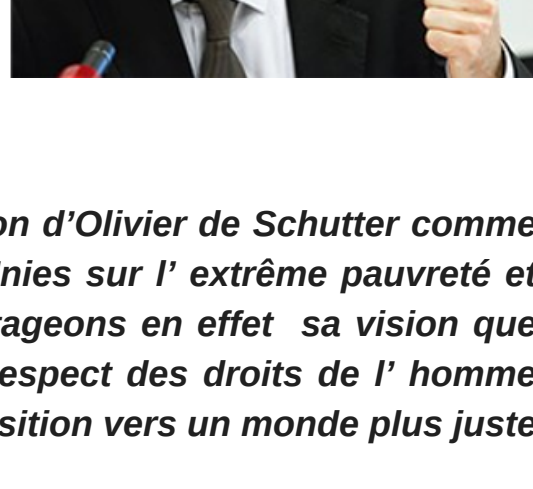 on d’Olivier de Schutter comme
nies sur l’ extrême pauvreté et
ageons en effet  sa vision que
espect des droits de l’ homme
sition vers un monde plus juste